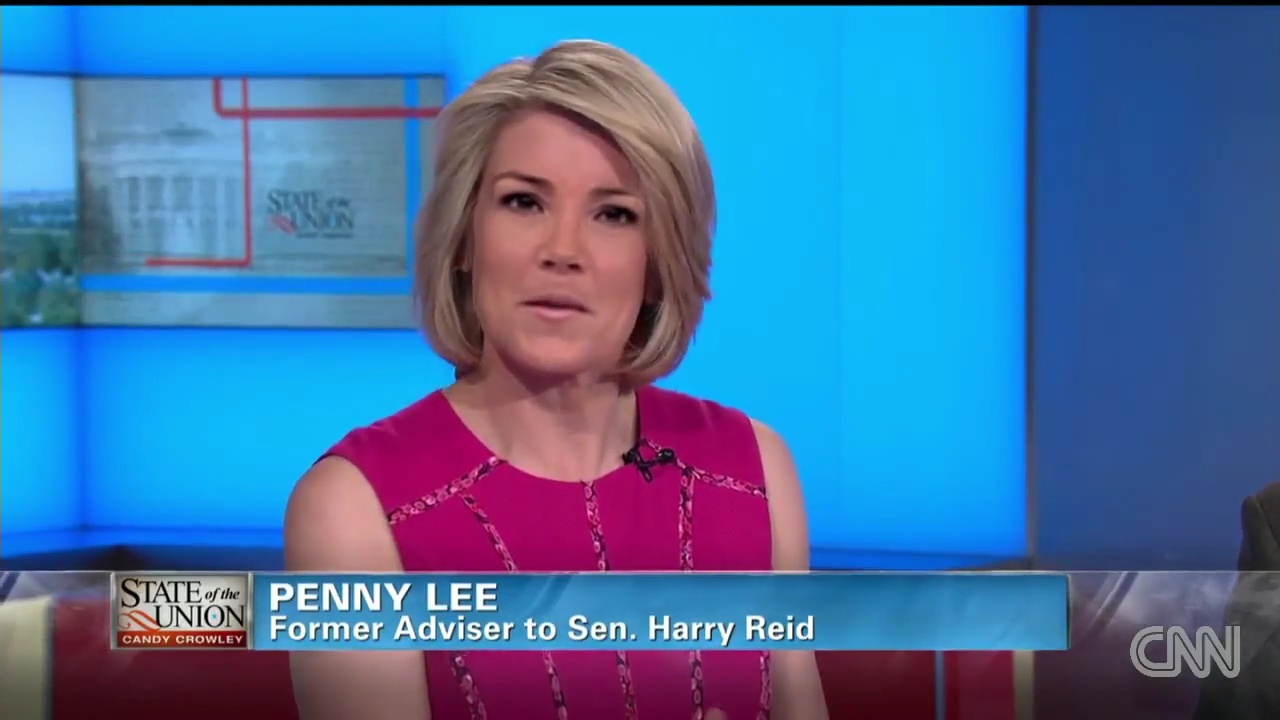 STATE of the
UNION
STATE of the
UNION
CANDY CROWLEY
PENNY LEE
Former Adviser to Sen. Harry Reid
CNN